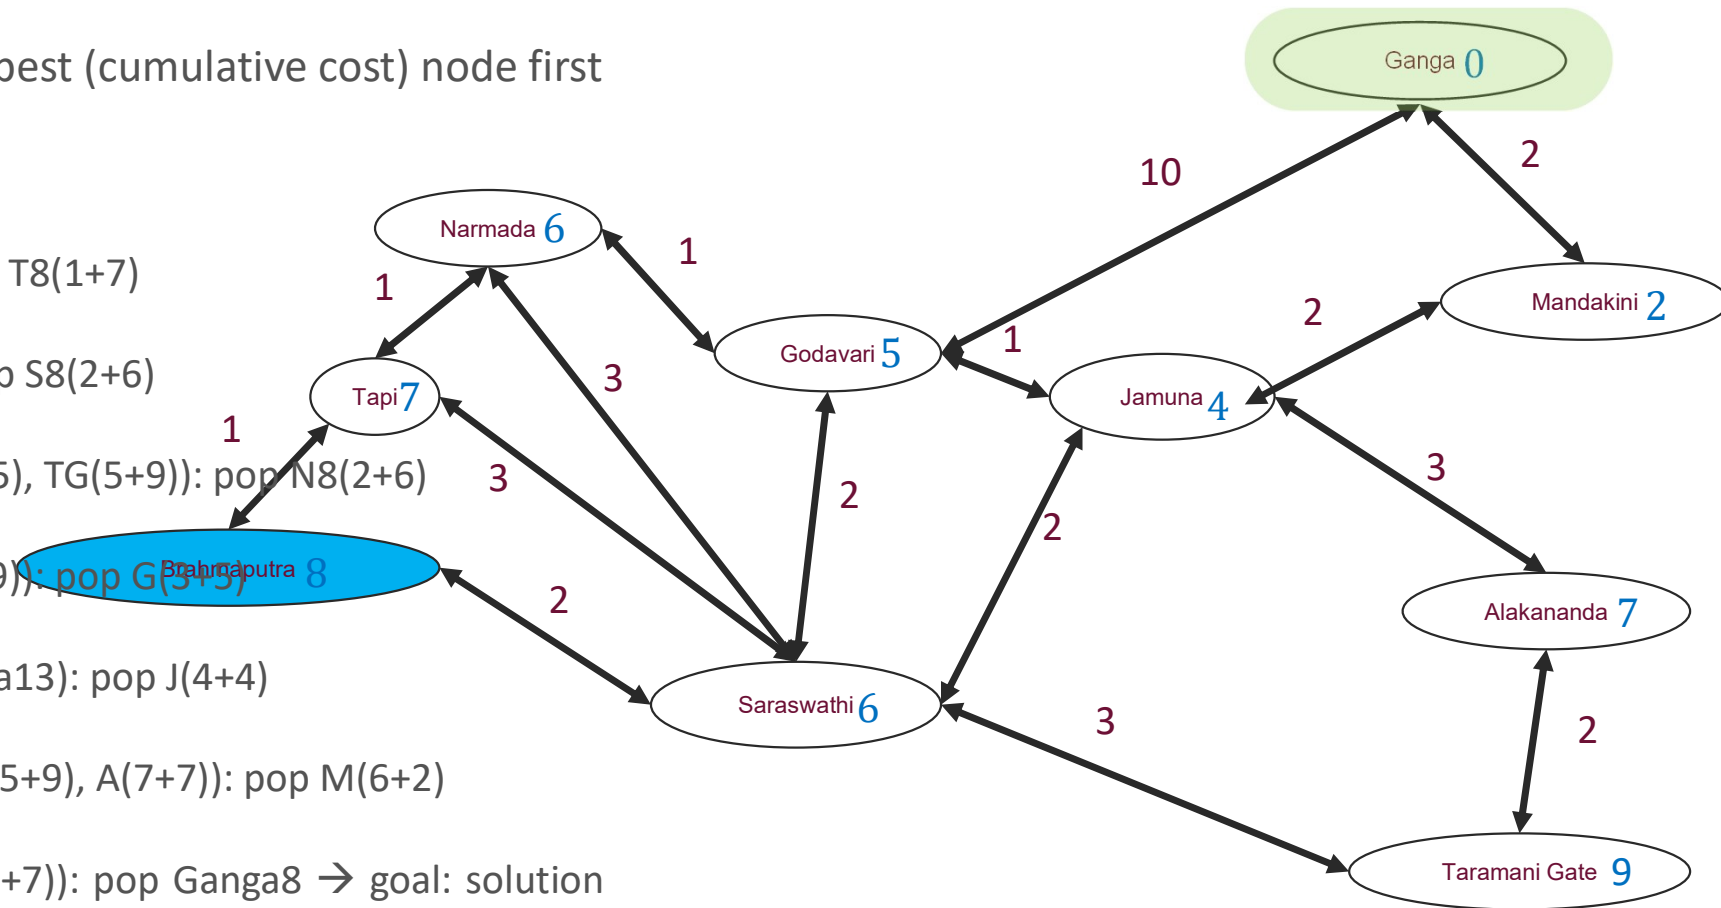 best (cumulative cost) node first
Ganga 0
10
2
Narmada 6
1
T8(1+7)
1
Mandakini 2
2
1
Godavari 5
S8(2+6)
3
Tapi 7
Jamuna 4
1
5), TG(5+9)): pop N8(2+6)
3
3
2
2
9)): pop G(3+5)
Brahmaputra 8
2
Alakananda 7
a13): pop J(4+4)
Saraswathi 6
3
2
5+9), A(7+7)): pop M(6+2)
+7)): pop Ganga8 → goal: solution
Taramani Gate 9